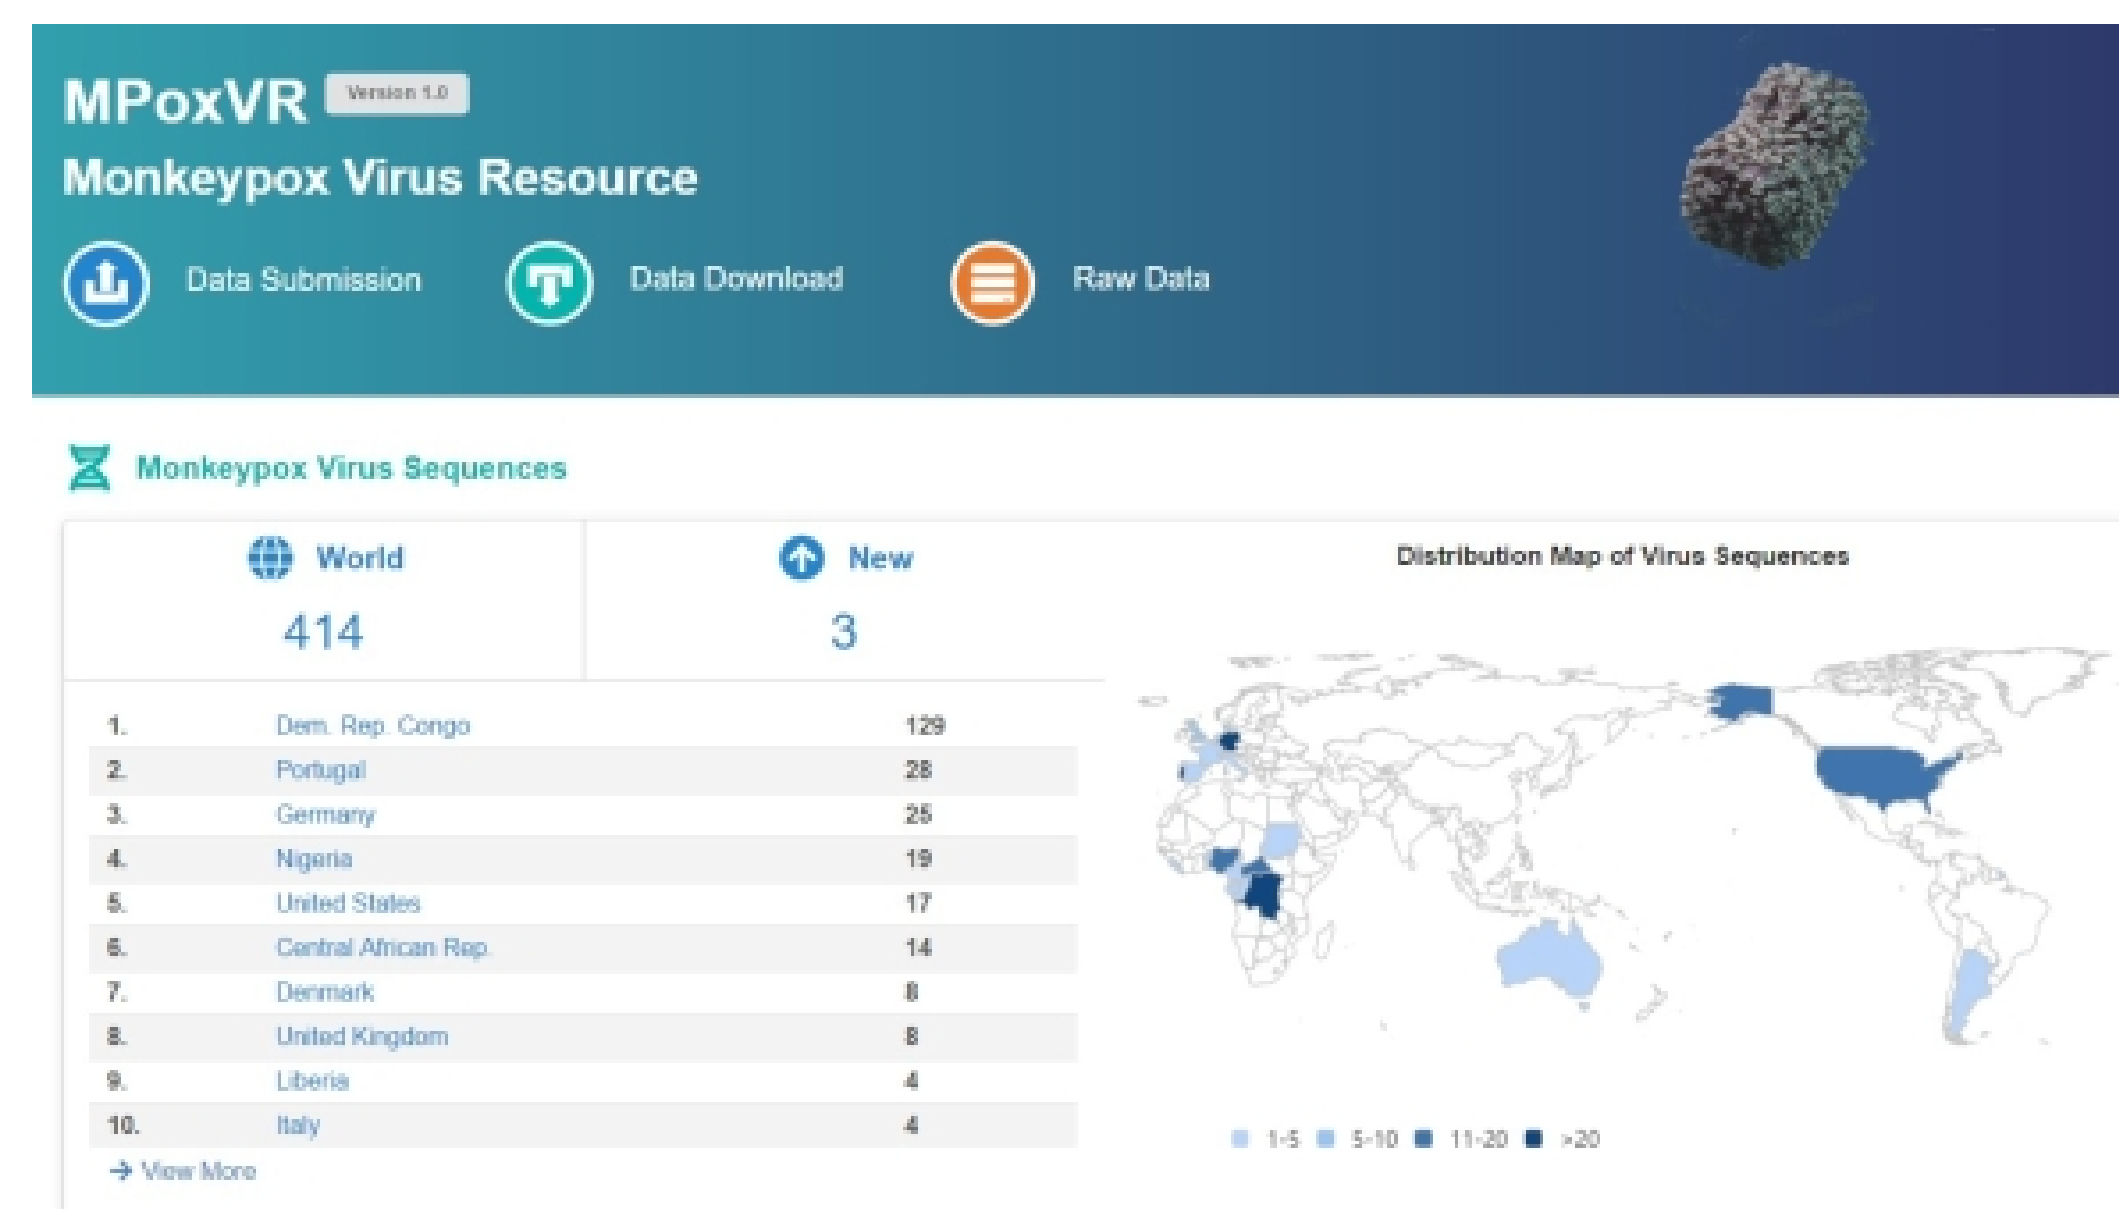 MPoxVR Version 1.0
Monkeypox Virus Resource
Data Submission Data Download Raw Data
Monkeypox Virus Sequences
World New
414 3
1. Dem. Rep. Congo 129
2. Portugal 28
3. Germany 25
4. Nigeria 19
5. United States 17
6. Central African Rep. 14
7. Denmark 8
8. United Kingdom 8
9. Liberia 4
10. Italy 4
→ View More
Distribution Map of Virus Sequences
1-5 5-10 11-20 >20